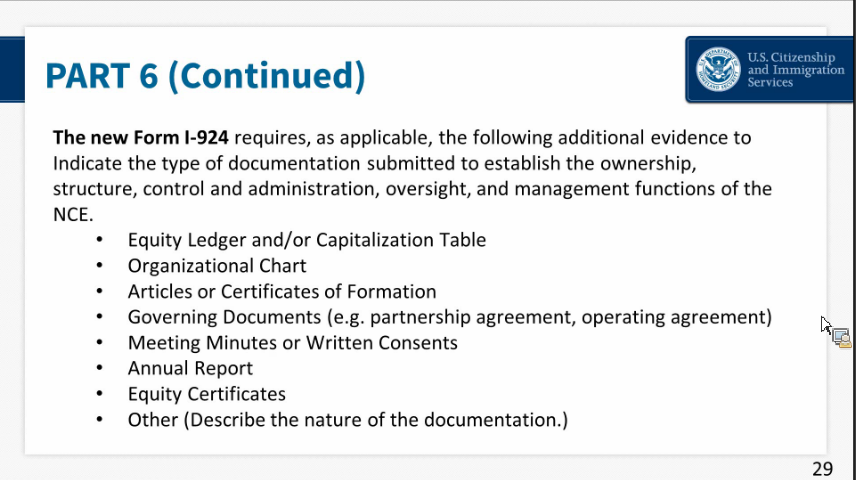 PART 6 (Continued)
U.S. Citizenship
and Immigration
Services
The new Form I-924 requires, as applicable, the following additional evidence to
Indicate the type of documentation submitted to establish the ownership,
structure, control and administration, oversight, and management functions of the
NCE.
• Equity Ledger and/or Capitalization Table
• Organizational Chart
• Articles or Certificates of Formation
• Governing Documents (e.g. partnership agreement, operating agreement)
• Meeting Minutes or Written Consents
• Annual Report
• Equity Certificates
• Other (Describe the nature of the documentation.)
29